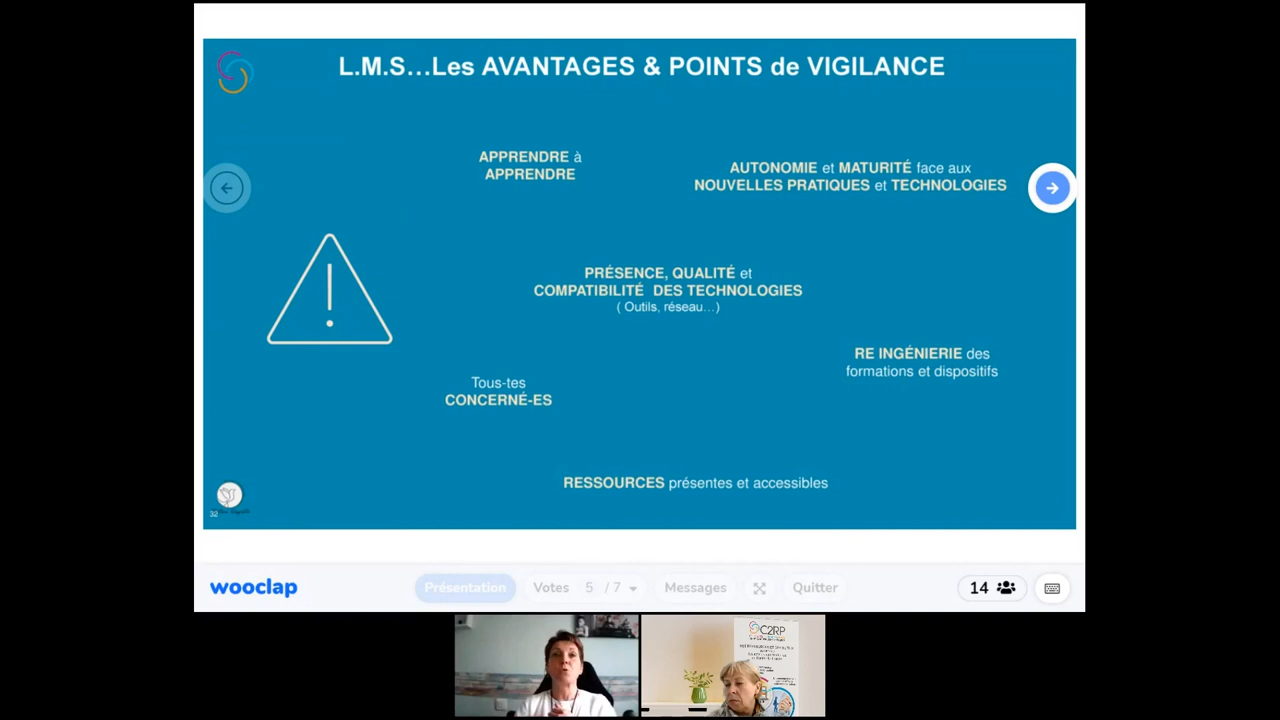 L.M.S...Les AVANTAGES & POINTS de VIGILANCE
APPRENDRE à
APPRENDRE
AUTONOMIE et MATURITÉ face aux
NOUVELLES PRATIQUES et TECHNOLOGIES
PRÉSENCE, QUALITÉ et
COMPATIBILITÉ DES TECHNOLOGIES
( Outils, réseau...)
RE INGÉNIERIE des
formations et dispositifs
Tous-tes
CONCERNÉ-ES
RESSOURCES présentes et accessibles
32
wooclap
Présentation
Votes 5 / 7
Messages
Quitter
14
C2RP